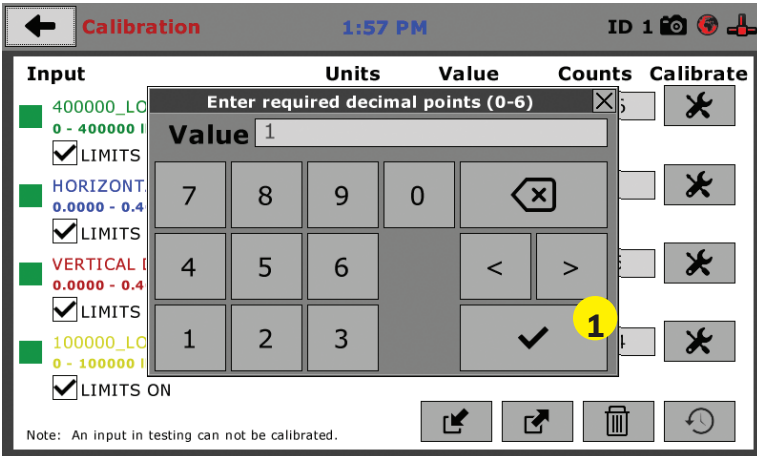 Calibration 1:57 PM ID 1
Input Units Value Counts Calibrate
Enter required decimal points (0-6)
Value 1
400000_LO
0 - 400000
LIMITS
7 8 9 0
HORIZONT
0.0000 - 0.4
LIMITS
4 5 6 < >
VERTICAL
0.0000 - 0.4
LIMITS
1 2 3 1
100000_LO
0 - 100000
LIMITS ON
Note: An input in testing can not be calibrated.